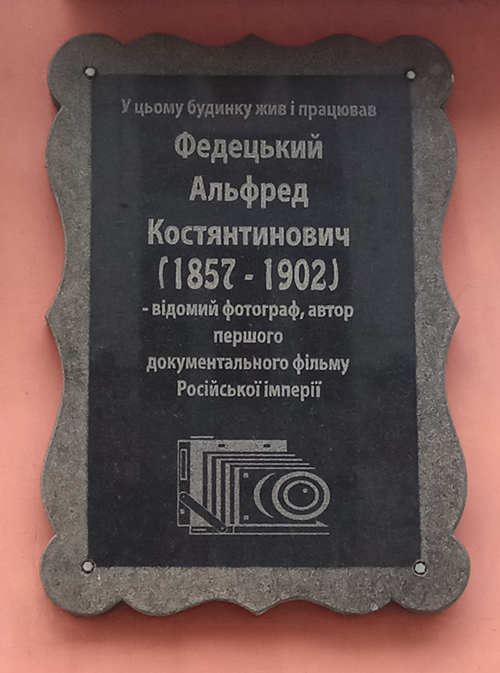 У цьому будинку жив і працював
Федецький
Альфред
Костянтинович
(1857 - 1902)
- відомий фотограф, автор
першого
документального фільму
Російської імперії